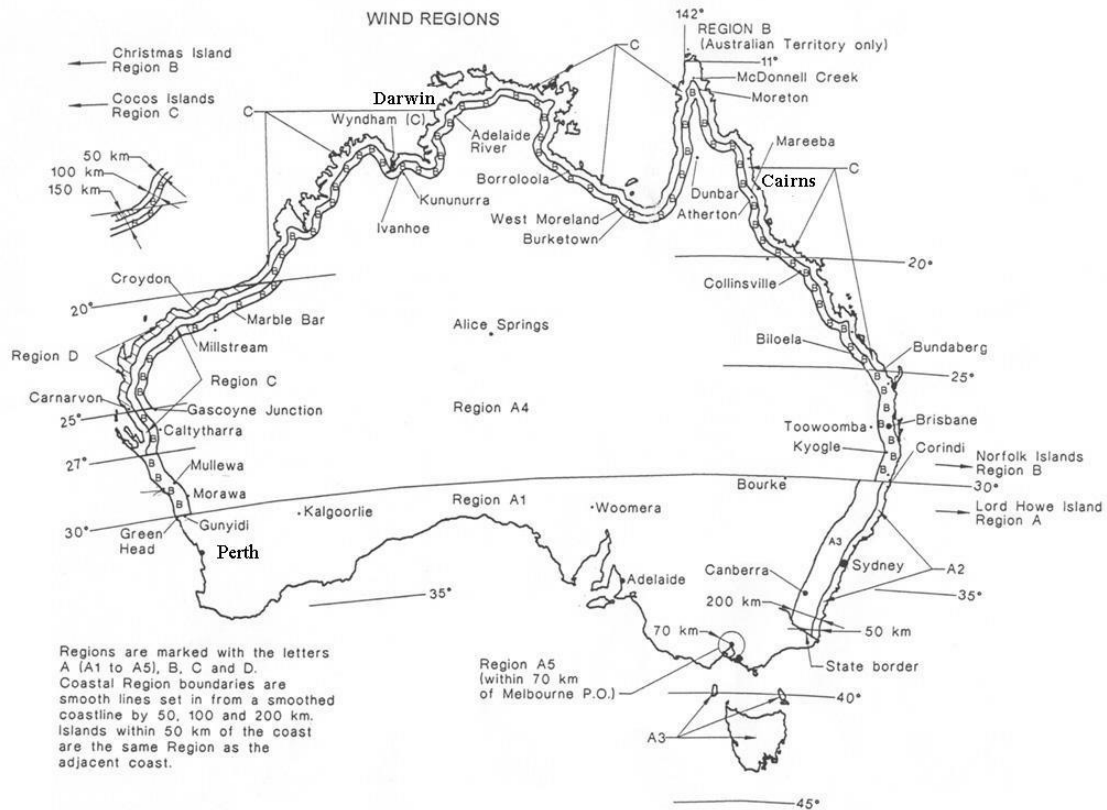 WIND REGIONS
142°
REGION B
(Australian Territory only)
11°
Christmas Island
Region B
Cocos Islands
Region C
C
C
Darwin
Wyndham (C)
Adelaide
River
McDonnell Creek
Moreton
Mareeba
C
Cairns
50 km
100 km
150 km
Borroloola
Kununurra
Ivanhoe
West Moreland
Burketown
Dunbar
Atherton
20°
Croydon
20°
Collinsville
Marble Bar
Alice Springs
Millstream
Biloela
Bundaberg
Region D
Region C
25°
Carnarvon
Gascoyne Junction
25°
Region A4
Caltytharra
Toowoomba
Brisbane
Kyogle
Corindi
27°
Mullewa
Norfolk Islands
Region B
Morawa
Bourke
30°
Region A1
Kalgoorlie
Woomera
Lord Howe Island
Region A
30°
Gunyidi
Green
Head
Perth
A3
Sydney
A2
Canberra
Adelaide
35°
35°
200 km
70 km
50 km
State border
Region A5
(within 70 km
of Melbourne P.O.)
40°
A3
45°
Regions are marked with the letters
A (A1 to A5), B, C and D.
Coastal Region boundaries are
smooth lines set in from a smoothed
coastline by 50, 100 and 200 km.
Islands within 50 km of the coast
are the same Region as the
adjacent coast.